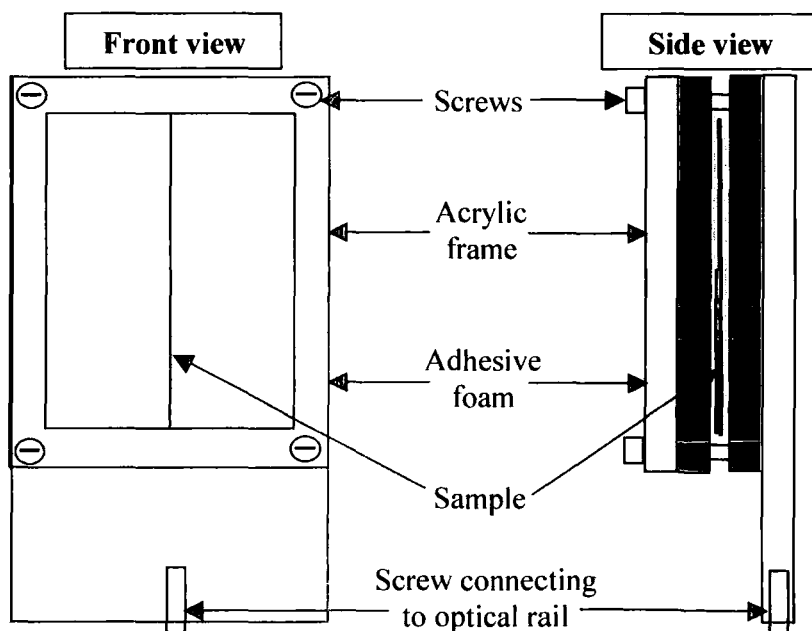 Front view
Side view
Screws
Acrylic
frame
Adhesive
foam
Sample
Screw connecting
to optical rail